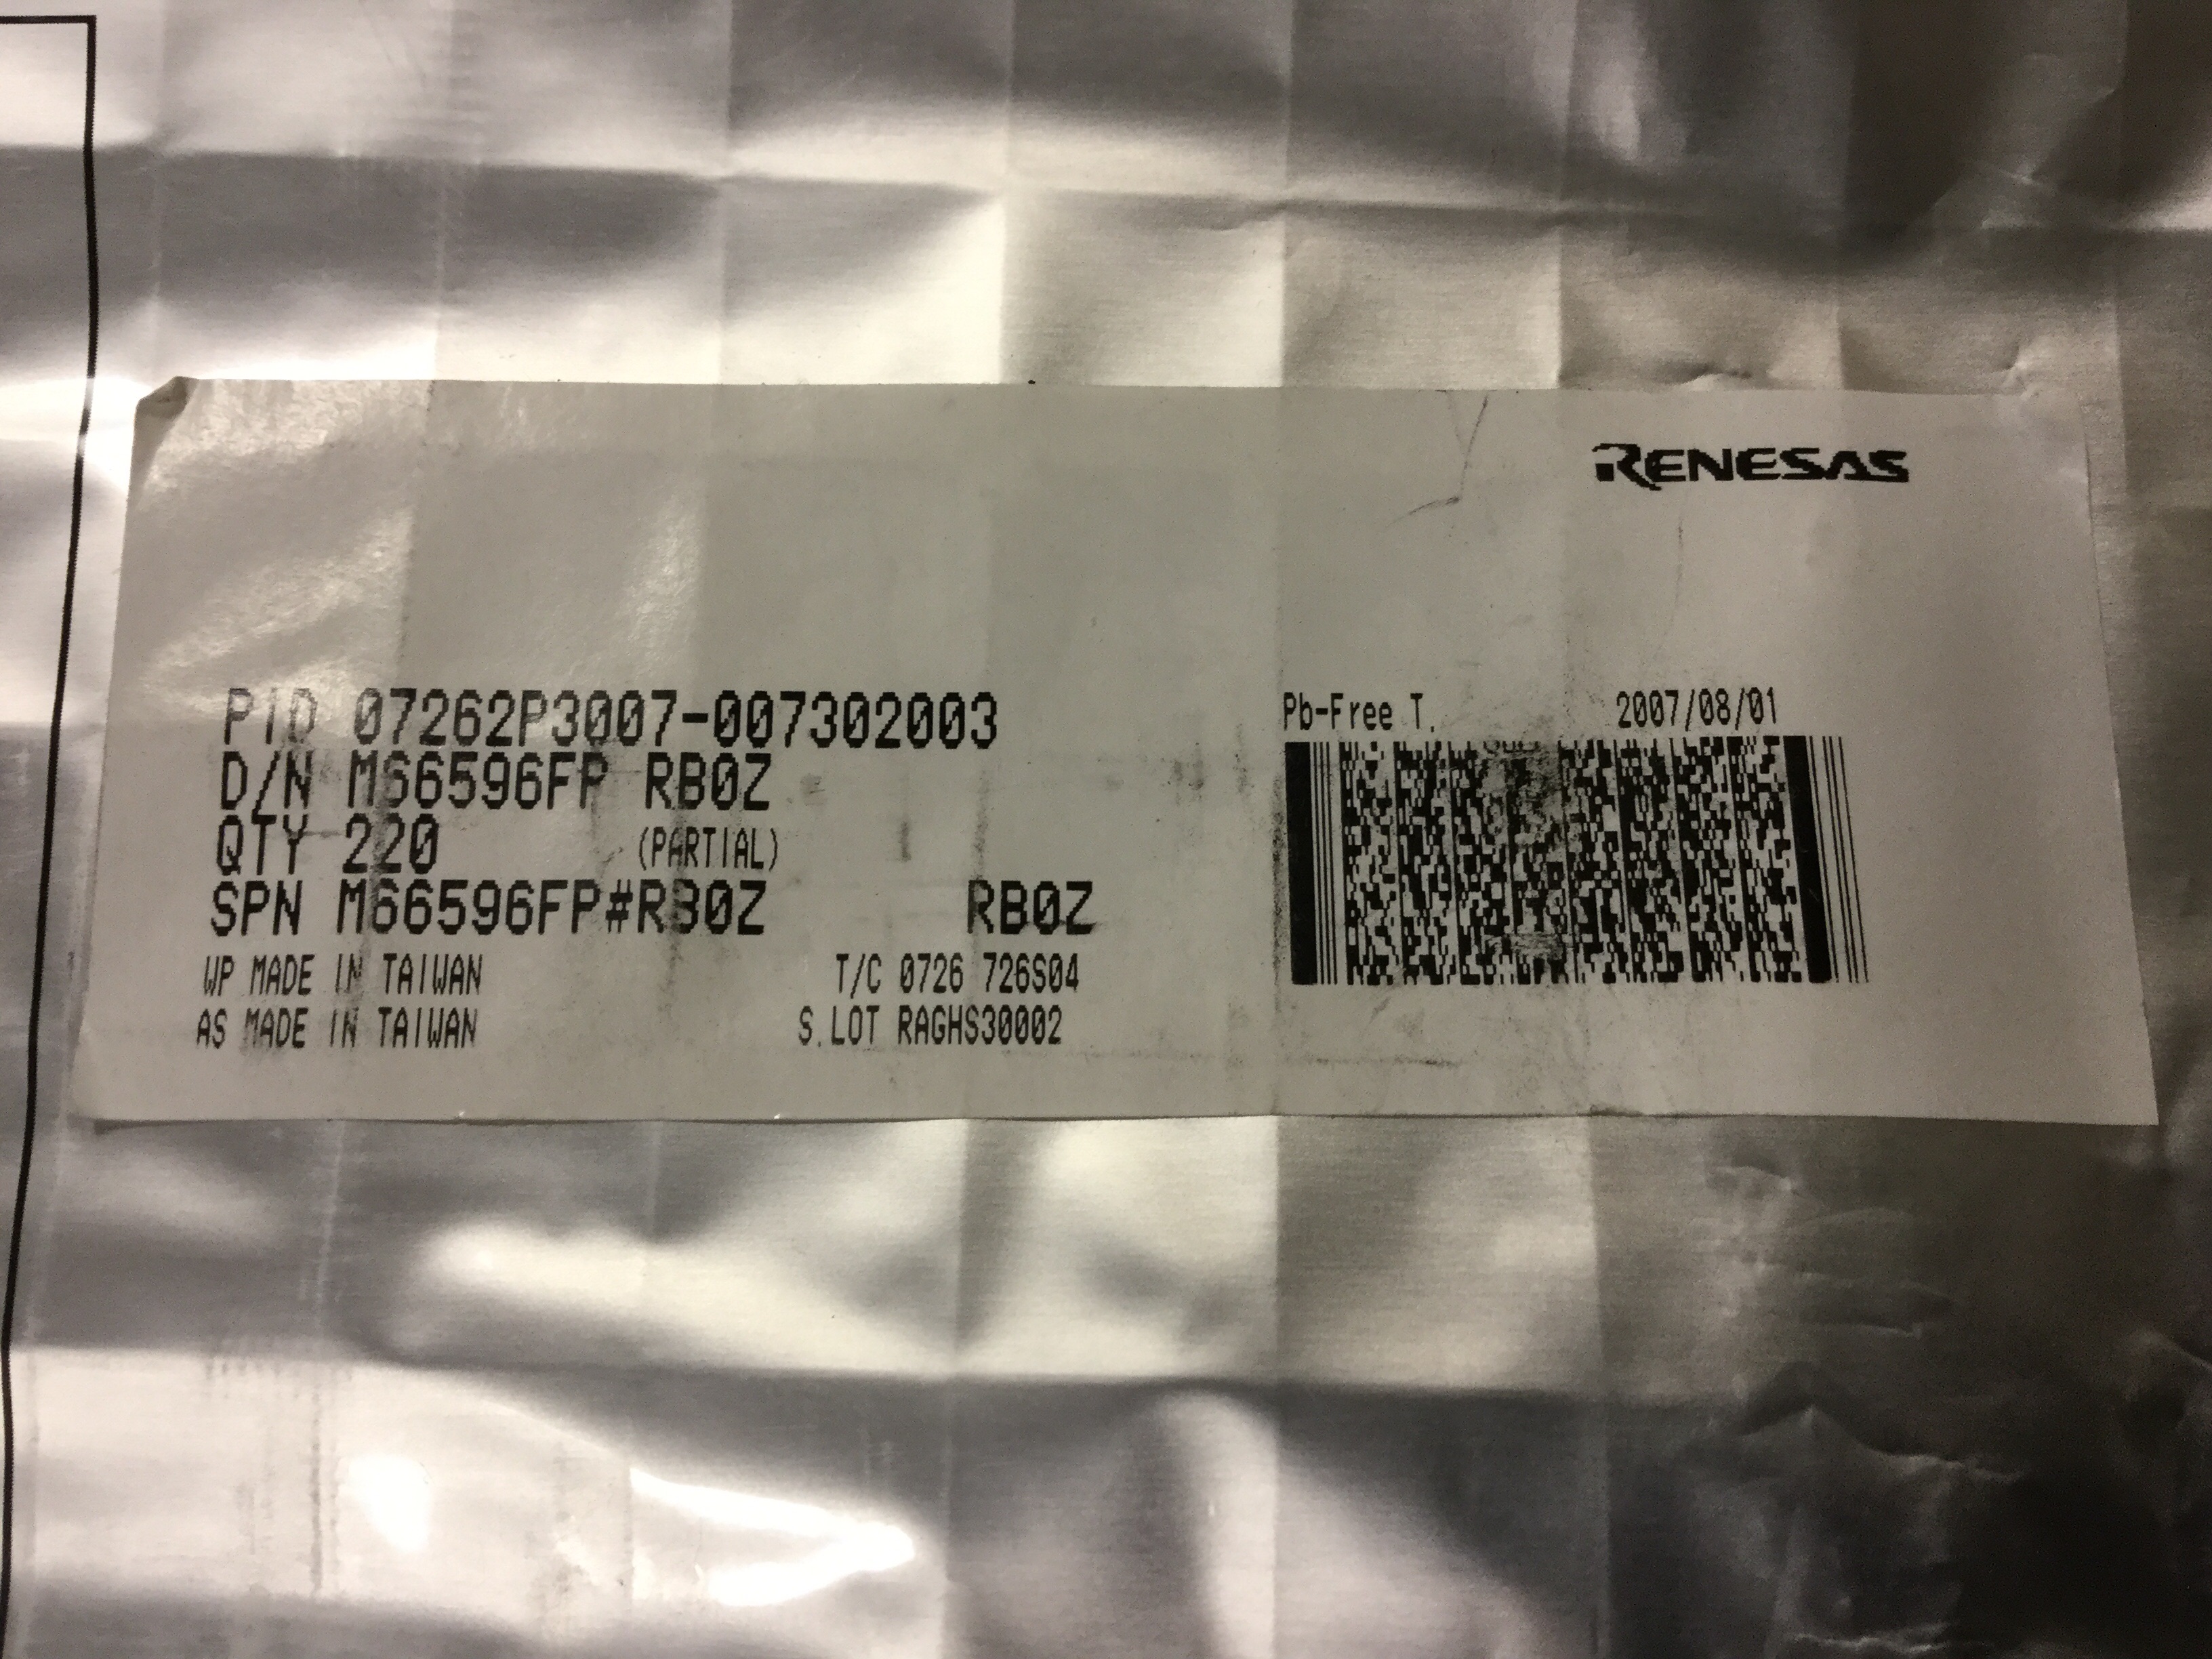 RENESAS
PID 07262P3007-007302003
Pb-Free T. 2007/08/01
D/N M66596FP RB0Z
QTY 220 (PARTIAL)
SPN M66596FP#RB0Z RB0Z
WP MADE IN TAIWAN T/C 0726 726S04
AS MADE IN TAIWAN S.LOT RAGHS30002